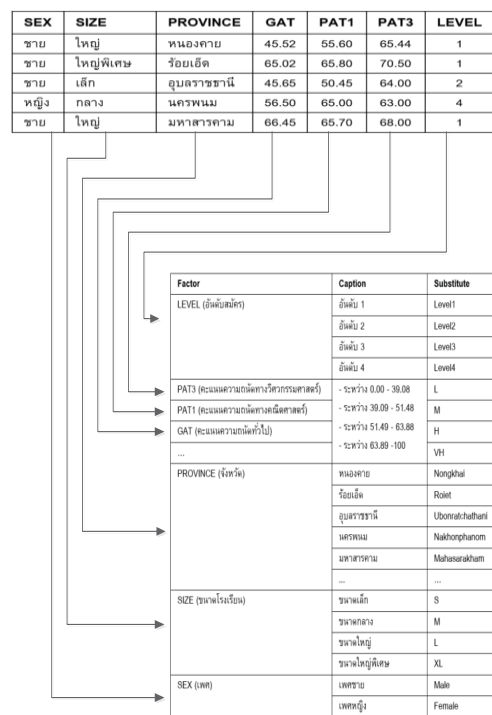 SEX SIZE PROVINCE GAT PAT1 PAT3 LEVEL
ชาย ใหญ่ หนองคาย 45.52 55.60 65.44 1
ชาย ใหญ่พิเศษ ร้อยเอ็ด 65.02 65.80 70.50 1
ชาย เล็ก อุบลราชธานี 45.65 50.45 64.00 2
หญิง กลาง นครพนม 56.50 65.00 63.00 4
ชาย ใหญ่ มหาสารคาม 66.45 65.70 68.00 1
Factor Caption Substitute
LEVEL (อันดับสมัคร) อันดับ 1 Level1
อันดับ 2 Level2
อันดับ 3 Level3
อันดับ 4 Level4
PAT3 (คะแนนความถนัดทางวิศวกรรมศาสตร์) - ระหว่าง 0.00 - 39.08 L
PAT1 (คะแนนความถนัดทางคณิตศาสตร์) - ระหว่าง 39.09 - 51.48 M
GAT (คะแนนความถนัดทั่วไป) - ระหว่าง 51.49 - 63.88 H
... - ระหว่าง 63.89 -100 VH
PROVINCE (จังหวัด) หนองคาย Nongkhai
ร้อยเอ็ด Roiet
อุบลราชธานี Ubonratchathani
นครพนม Nakhonphanom
มหาสารคาม Mahasarakham
... ...
SIZE (ขนาดโรงเรียน) ขนาดเล็ก S
ขนาดกลาง M
ขนาดใหญ่ L
ขนาดใหญ่พิเศษ XL
SEX (เพศ) เพศชาย Male
เพศหญิง Female